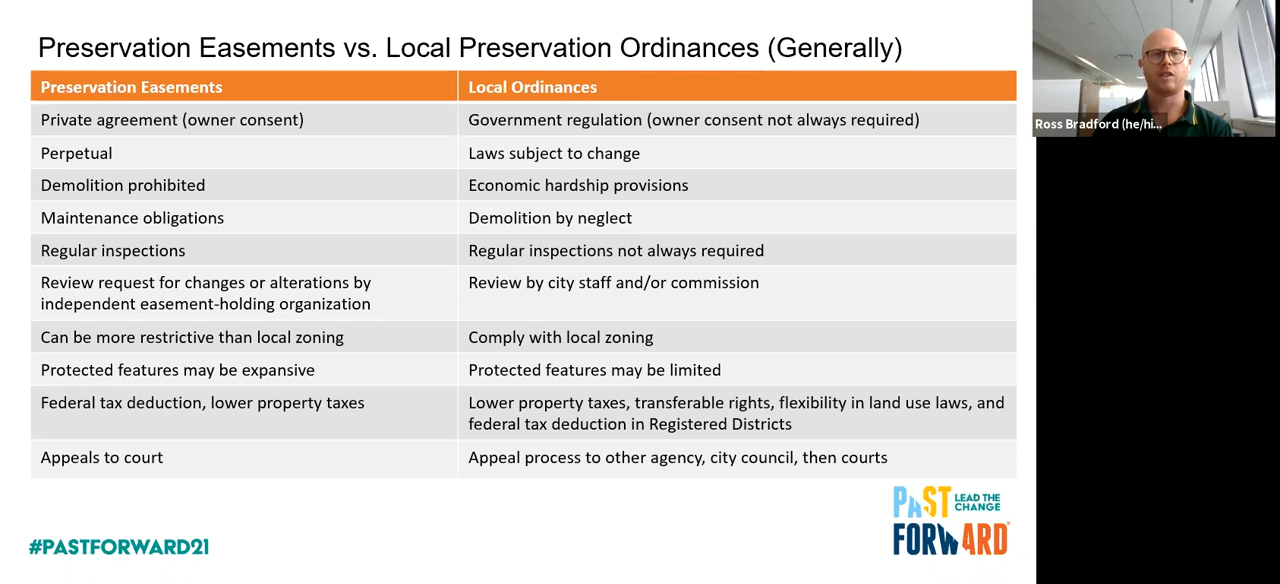 Preservation Easements vs. Local Preservation Ordinances (Generally)
Preservation Easements
Local Ordinances
Private agreement (owner consent)
Government regulation (owner consent not always required)
Perpetual
Laws subject to change
Demolition prohibited
Economic hardship provisions
Maintenance obligations
Demolition by neglect
Regular inspections
Regular inspections not always required
Review request for changes or alterations by
independent easement-holding organization
Review by city staff and/or commission
Can be more restrictive than local zoning
Comply with local zoning
Protected features may be expansive
Protected features may be limited
Federal tax deduction, lower property taxes
Lower property taxes, transferable rights, flexibility in land use laws, and
federal tax deduction in Registered Districts
Appeals to court
Appeal process to other agency, city council, then courts
#PASTFORWARD21
PAST
LEAD THE
CHANGE
FORWARD
Ross Bradford (he/hi...